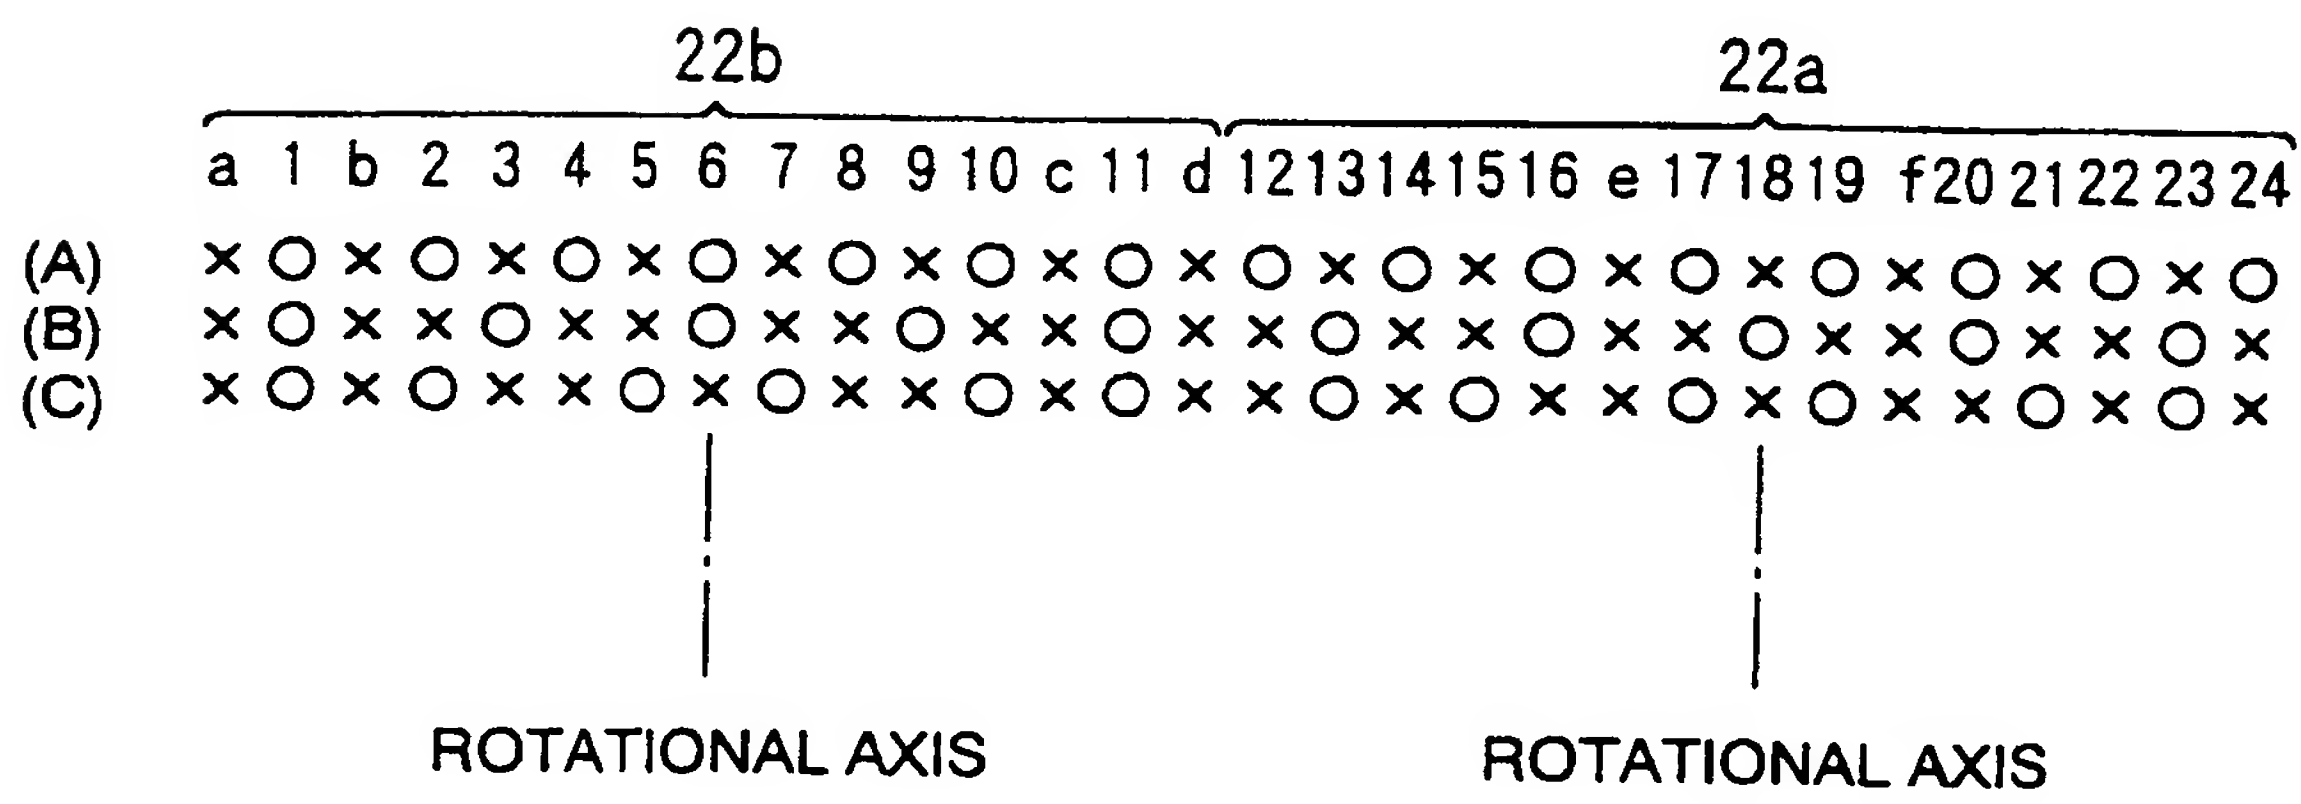 22b 22a
a 1 b 2 3 4 5 6 7 8 9 10 c 11 d 12 13 14 15 16 e 17 18 19 f 20 21 22 23 24
(A) × ○ × ○ × ○ × ○ × ○ × ○ × ○ × ○ × ○ × ○ × ○ × ○ × ○ × ○ × ○
(B) × ○ × × ○ × × ○ × × ○ × × ○ × × ○ × × ○ × × ○ × × ○ × × ○ ×
(C) × ○ × ○ × × ○ × ○ × × ○ × ○ × × ○ × ○ × × ○ × ○ × × ○ × ○ ×
ROTATIONAL AXIS ROTATIONAL AXIS